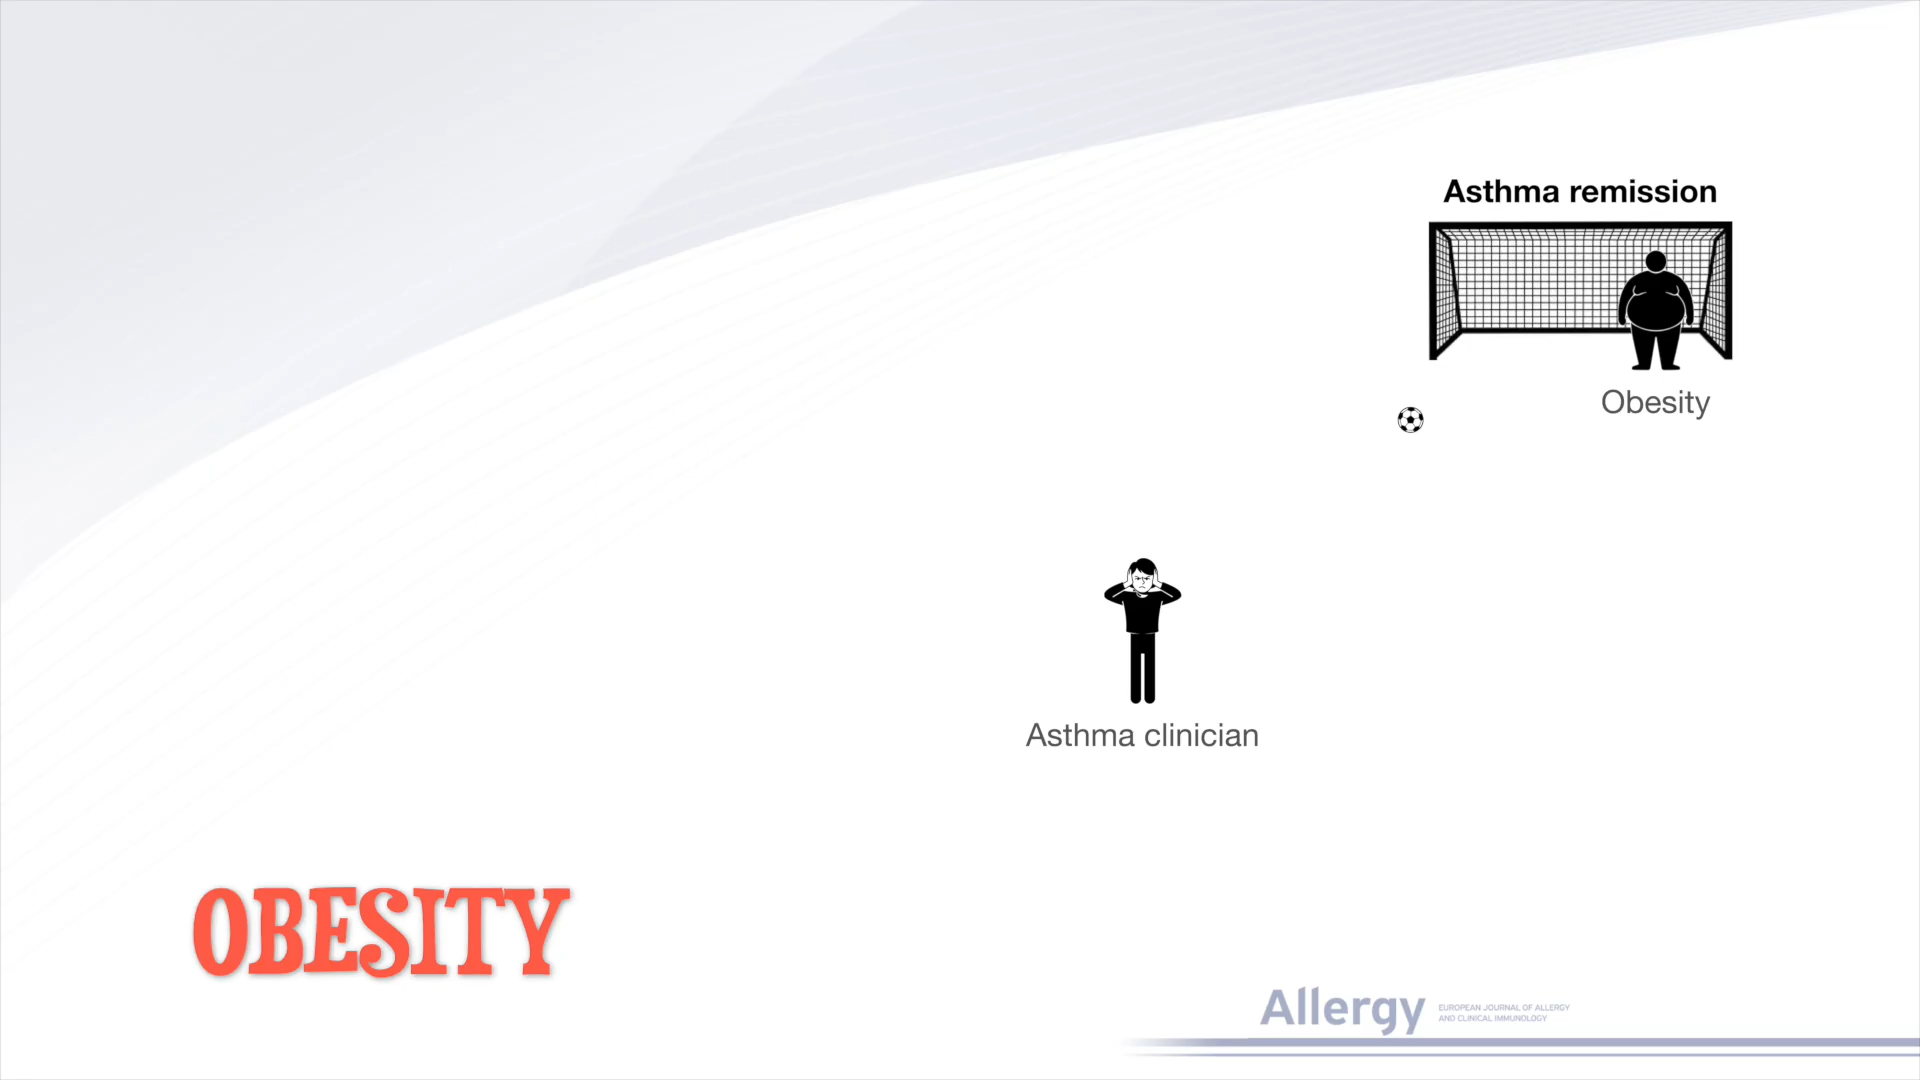 Asthma remission
Obesity
Asthma clinician
OBESITY
Allergy
EUROPEAN JOURNAL OF ALLERGY
AND CLINICAL IMMUNOLOGY